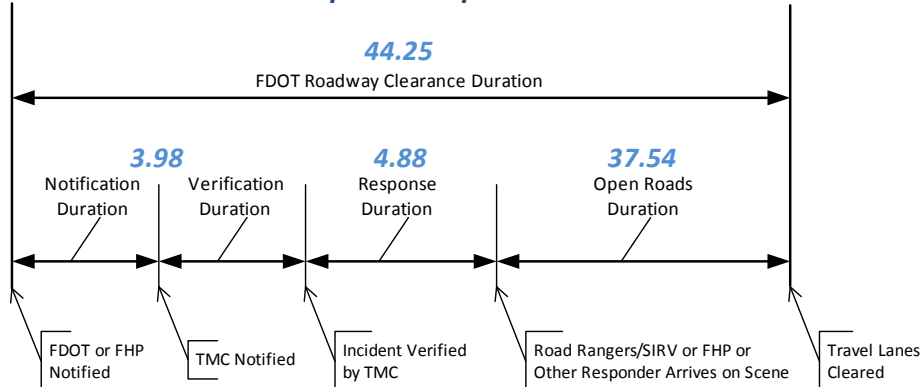 44.25
FDOT Roadway Clearance Duration
3.98
4.88
37.54
Notification
Duration
Verification
Duration
Response
Duration
Open Roads
Duration
FDOT or FHP
Notified
TMC Notified
Incident Verified
by TMC
Road Rangers/SIRV or FHP or
Other Responder Arrives on Scene
Travel Lanes
Cleared